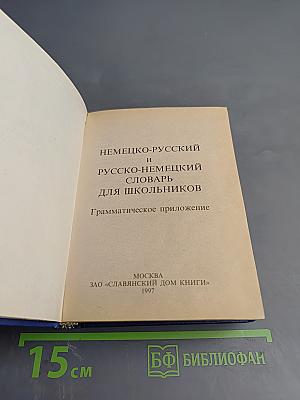 НЕМЕЦКО-РУССКИЙ
и
РУССКО-НЕМЕЦКИЙ
СЛОВАРЬ
ДЛЯ ШКОЛЬНИКОВ
Грамматическое приложение
МОСКВА
ЗАО «СЛАВЯНСКИЙ ДОМ КНИГИ»
1997
15 см
БФ БИБЛИОФАН